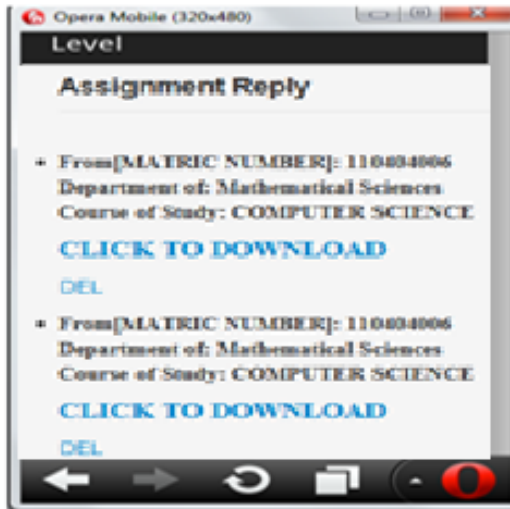 Opera Mobile (320x480)
Level
Assignment Reply
From[MATRIC NUMBER]: 110404006
Department of: Mathematical Sciences
Course of Study: COMPUTER SCIENCE
CLICK TO DOWNLOAD
DEL
From[MATRIC NUMBER]: 110404006
Department of: Mathematical Sciences
Course of Study: COMPUTER SCIENCE
CLICK TO DOWNLOAD
DEL